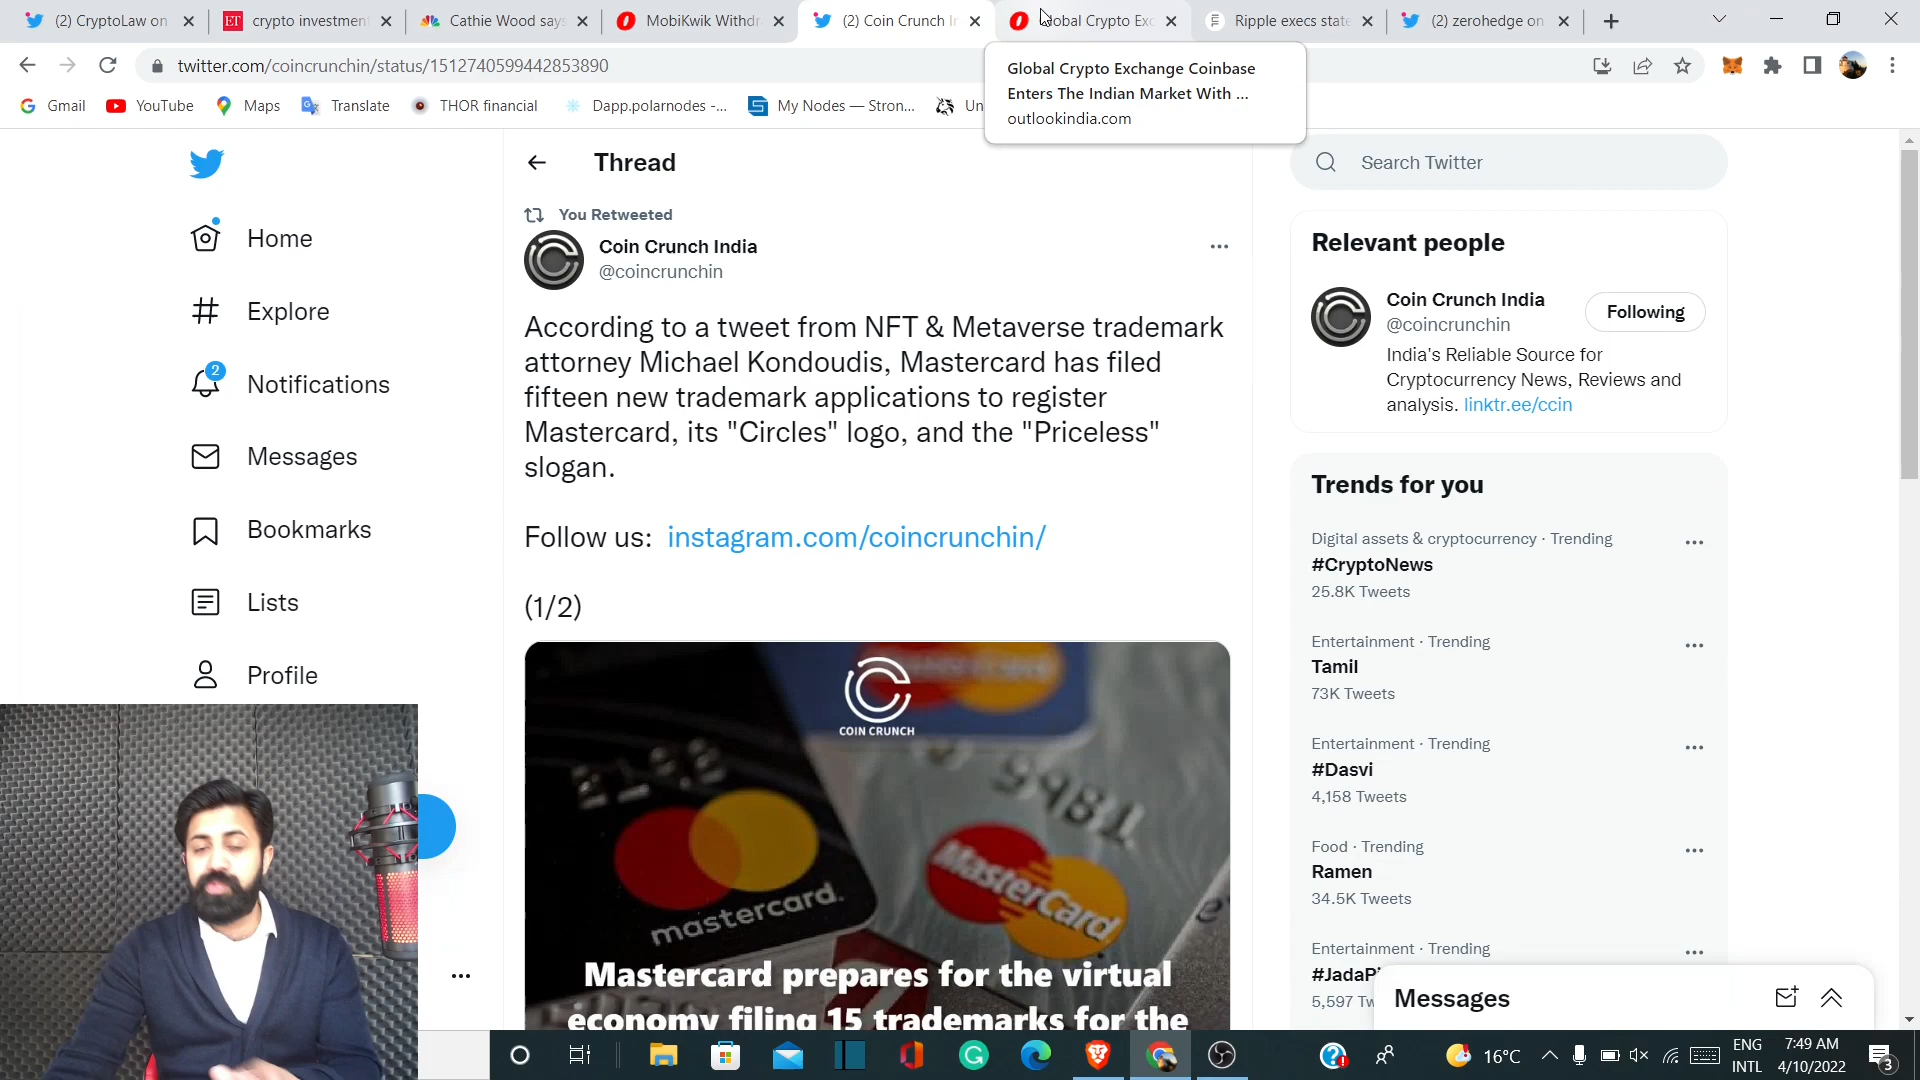 (2) CryptoLaw on
crypto investment
Cathie Wood says
MobiKwik Withdr
(2) Coin Crunch In
Global Crypto Exc
Ripple execs state
(2) zerohedge on
twitter.com/coincrunchin/status/1512740599442853890
Gmail
YouTube
Maps
Translate
THOR financial
Dapp.polarnodes -...
My Nodes — Stron...
Un
Global Crypto Exchange Coinbase
Enters The Indian Market With ...
outlookindia.com
Home
Explore
2
Notifications
Messages
Bookmarks
Lists
Profile
Thread
You Retweeted
Coin Crunch India
@coincrunchin
According to a tweet from NFT & Metaverse trademark
attorney Michael Kondoudis, Mastercard has filed
fifteen new trademark applications to register
Mastercard, its "Circles" logo, and the "Priceless"
slogan.
Follow us: instagram.com/coincrunchin/
(1/2)
COIN CRUNCH
mastercard.
MasterCard
Mastercard prepares for the virtual
economy filing 15 trademarks for the
Search Twitter
Relevant people
Coin Crunch India
@coincrunchin
Following
India's Reliable Source for
Cryptocurrency News, Reviews and
analysis. linktr.ee/ccin
Trends for you
Digital assets & cryptocurrency · Trending
#CryptoNews
25.8K Tweets
Entertainment · Trending
Tamil
73K Tweets
Entertainment · Trending
#Dasvi
4,158 Tweets
Food · Trending
Ramen
34.5K Tweets
Entertainment · Trending
#JadaPi
5,597 Tw
Messages
16°C
ENG
INTL
7:49 AM
4/10/2022
3